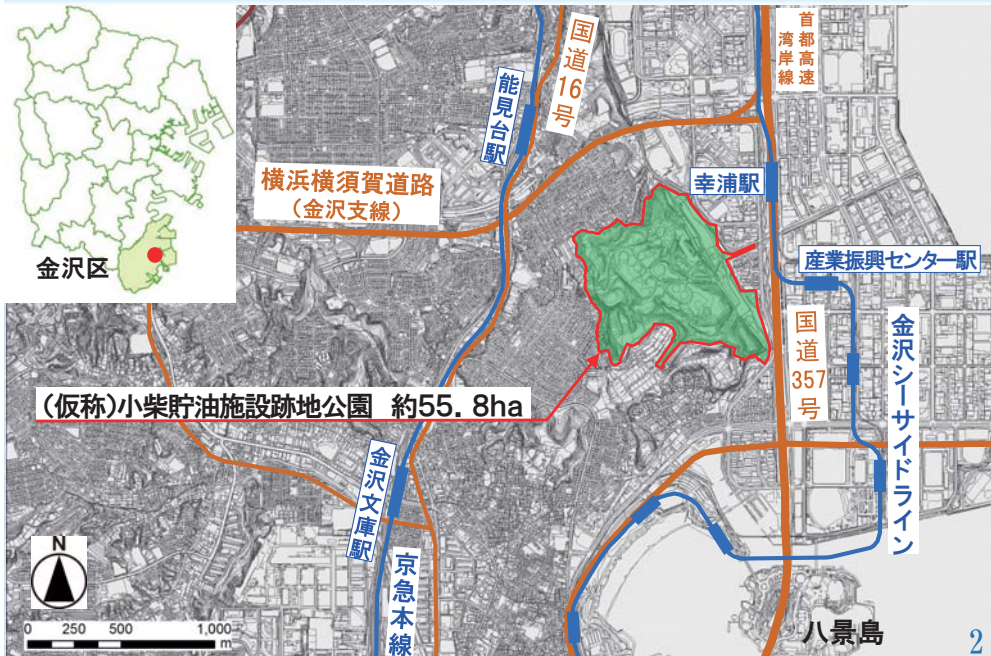 金沢区
横浜横須賀道路
(金沢支線)
能見台駅
国道16号
首都高速
湾岸線
幸浦駅
産業振興センター駅
国道357号
金沢シーサイドライン
(仮称)小柴貯油施設跡地公園 約55.8ha
金沢文庫駅
京急本線
八景島
N
0 250 500 1,000
m
2